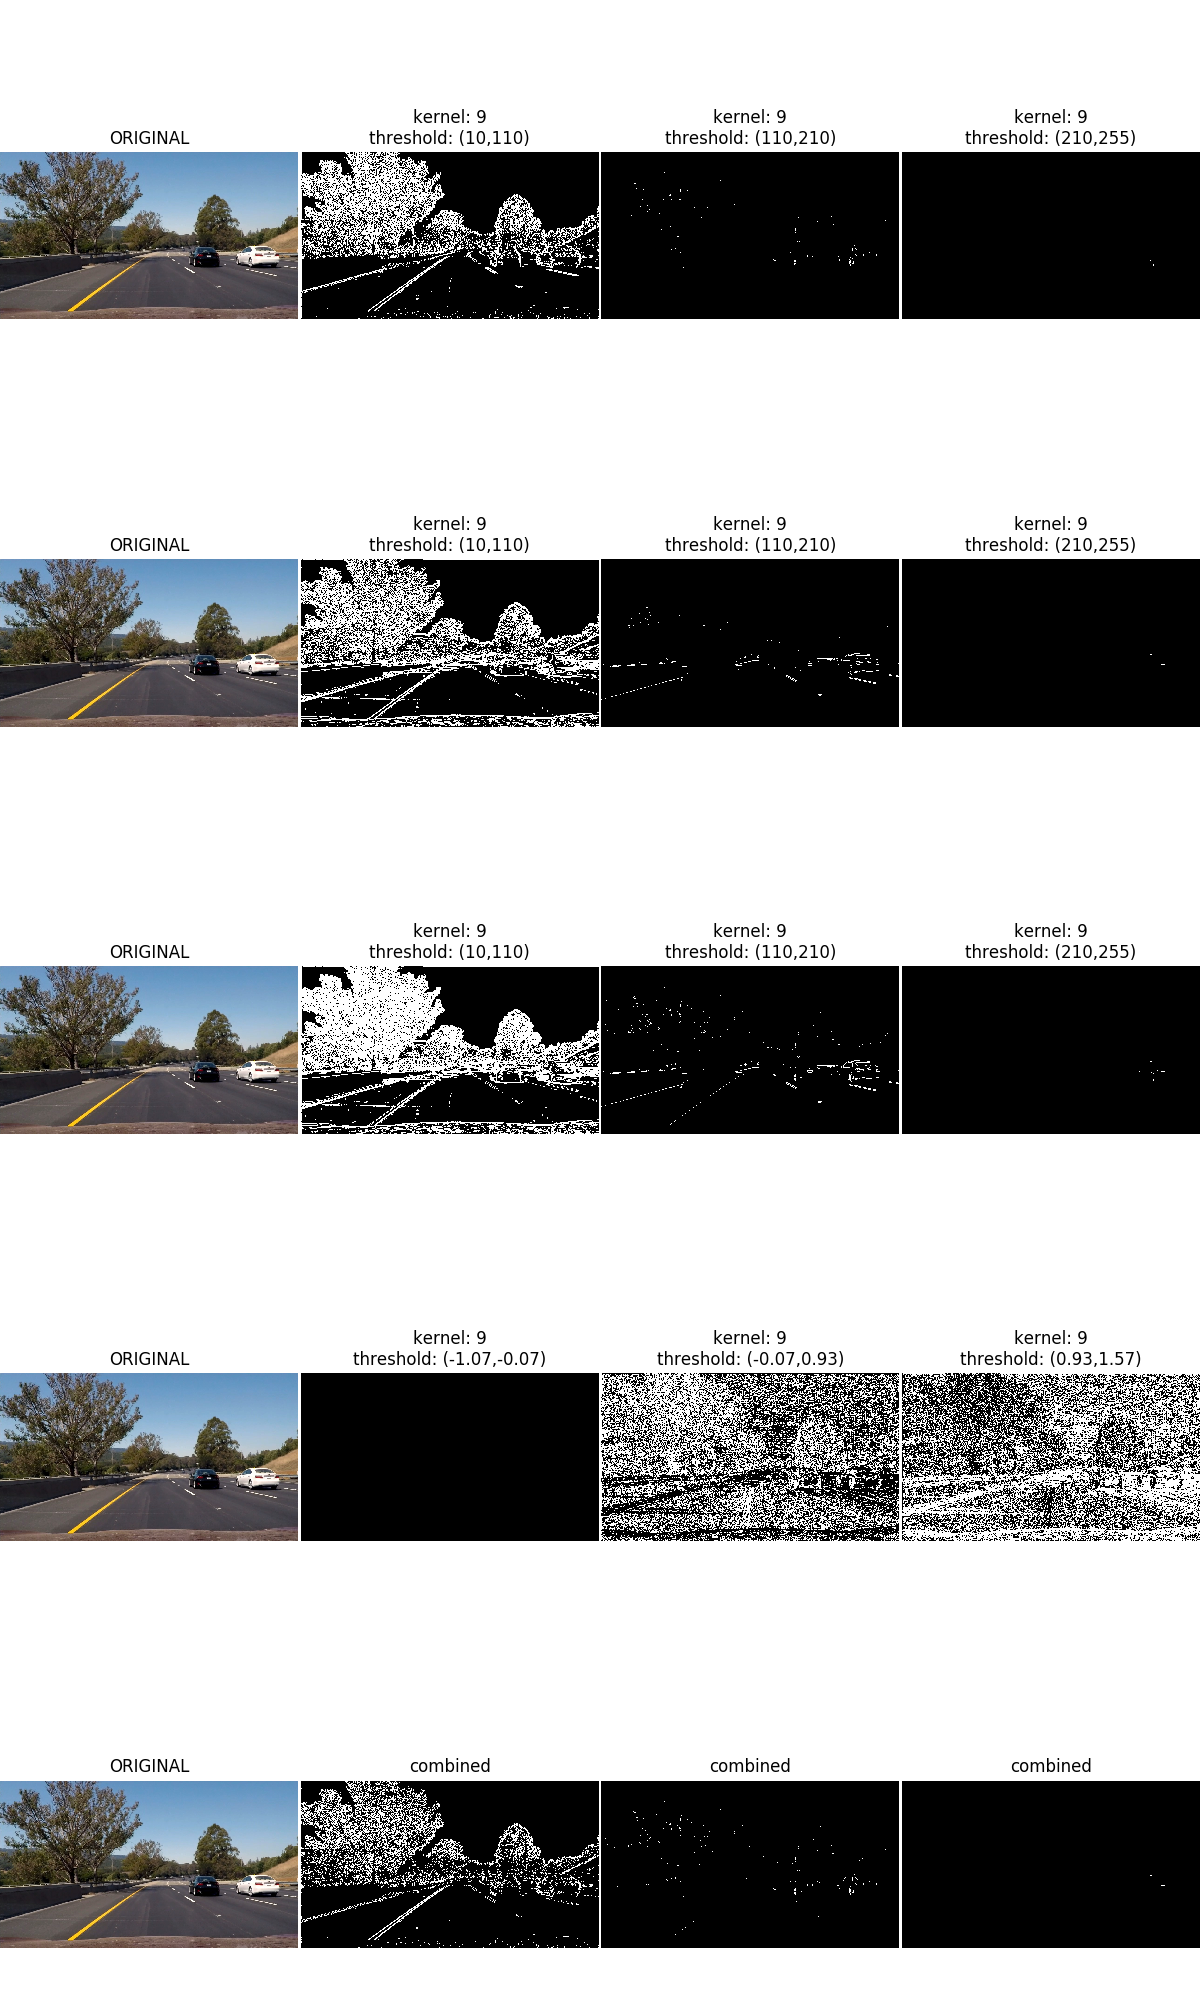 ORIGINAL
kernel: 9
threshold: (10,110)
kernel: 9
threshold: (110,210)
kernel: 9
threshold: (210,255)
ORIGINAL
kernel: 9
threshold: (10,110)
kernel: 9
threshold: (110,210)
kernel: 9
threshold: (210,255)
ORIGINAL
kernel: 9
threshold: (10,110)
kernel: 9
threshold: (110,210)
kernel: 9
threshold: (210,255)
ORIGINAL
kernel: 9
threshold: (-1.07,-0.07)
kernel: 9
threshold: (-0.07,0.93)
kernel: 9
threshold: (0.93,1.57)
ORIGINAL
combined
combined
combined